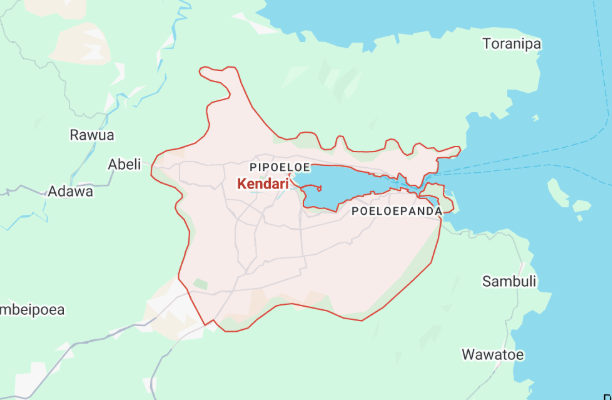 Toranipa
Rawua
Abeli
PIPOELOE
Kendari
Adawa
POELOEPANDA
Sambuli
mbeipoea
Wawatoe